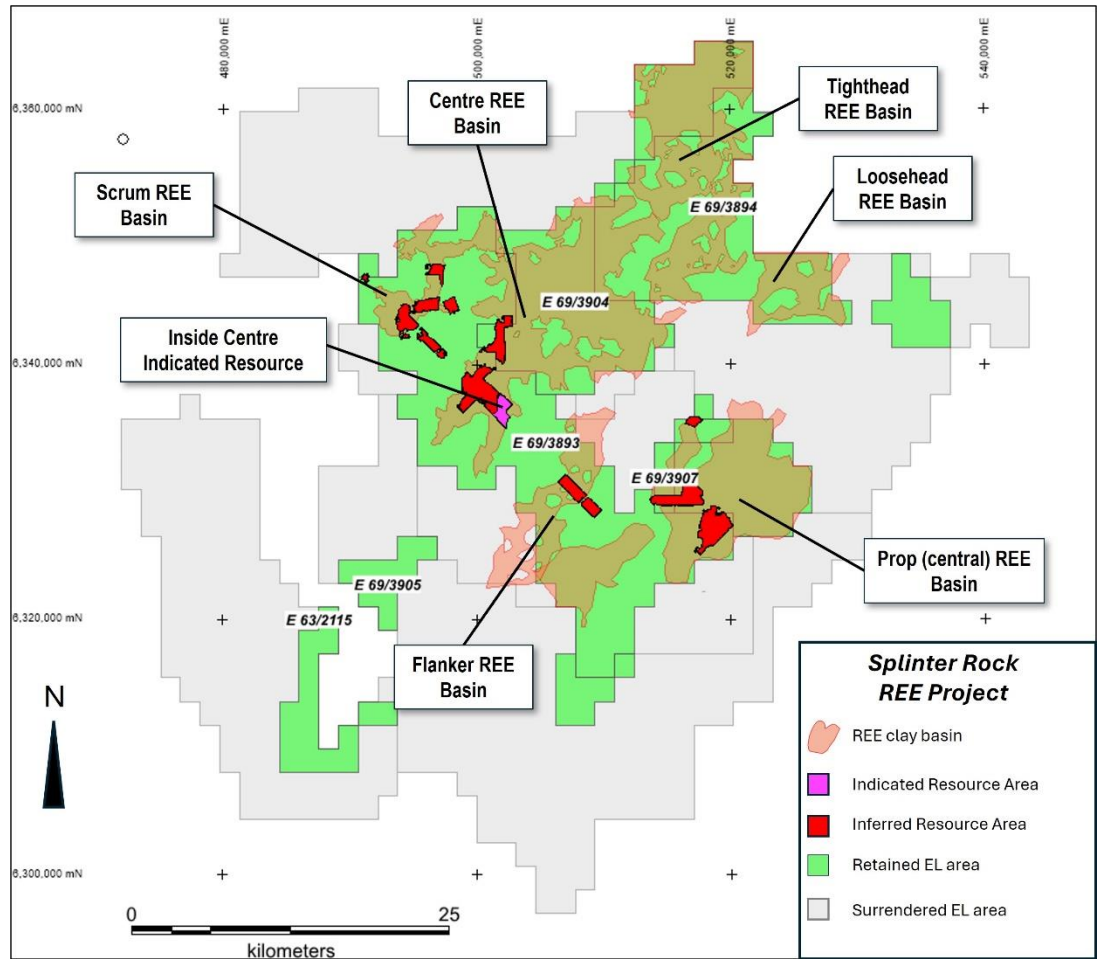 480,000 mE
500,000 mE
520,000 mE
540,000 mE
6,360,000 mN
6,340,000 mN
6,320,000 mN
6,300,000 mN
Centre REE
Basin
Tighthead
REE Basin
Scrum REE
Basin
Loosehead
REE Basin
E 69/3894
Inside Centre
Indicated Resource
E 69/3904
E 69/3893
E 69/3907
Prop (central) REE
Basin
E 69/3905
E 63/2115
Flanker REE
Basin
N
0
25
kilometers
Splinter Rock
REE Project
REE clay basin
Indicated Resource Area
Inferred Resource Area
Retained EL area
Surrendered EL area